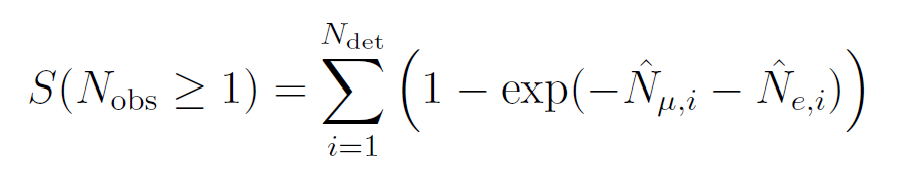 S(N_obs ≥ 1) = ∑_{i=1}^{N_det} (1 − exp(−N̂_{μ,i} − N̂_{e,i}))